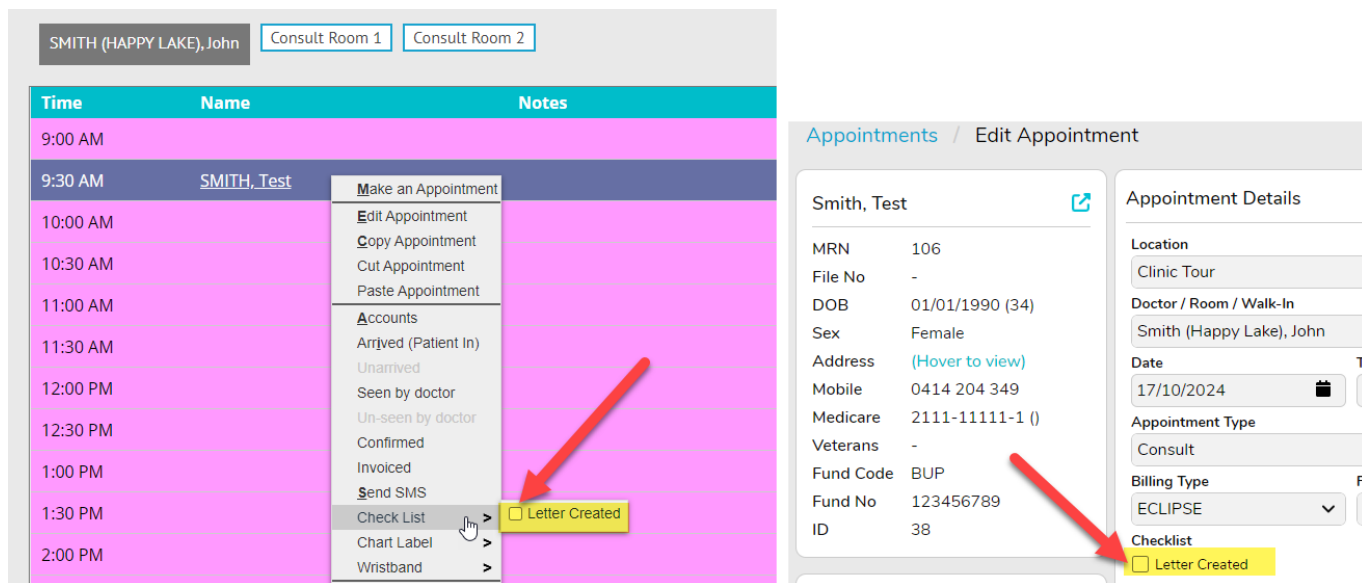 SMITH (HAPPY LAKE), John
Consult Room 1
Consult Room 2
Time Name Notes
9:00 AM
9:30 AM SMITH, Test
10:00 AM
10:30 AM
11:00 AM
11:30 AM
12:00 PM
12:30 PM
1:00 PM
1:30 PM
2:00 PM
Make an Appointment
Edit Appointment
Copy Appointment
Cut Appointment
Paste Appointment
Accounts
Arrived (Patient In)
Unarrived
Seen by doctor
Un-seen by doctor
Confirmed
Invoiced
Send SMS
Check List >
Letter Created
Chart Label >
Wristband >
Appointments / Edit Appointment
Smith, Test
MRN 106
File No -
DOB 01/01/1990 (34)
Sex Female
Address (Hover to view)
Mobile 0414 204 349
Medicare 2111-11111-1 ()
Veterans -
Fund Code BUP
Fund No 123456789
ID 38
Appointment Details
Location
Clinic Tour
Doctor / Room / Walk-In
Smith (Happy Lake), John
Date
17/10/2024
Appointment Type
Consult
Billing Type
ECLIPSE
Checklist
Letter Created